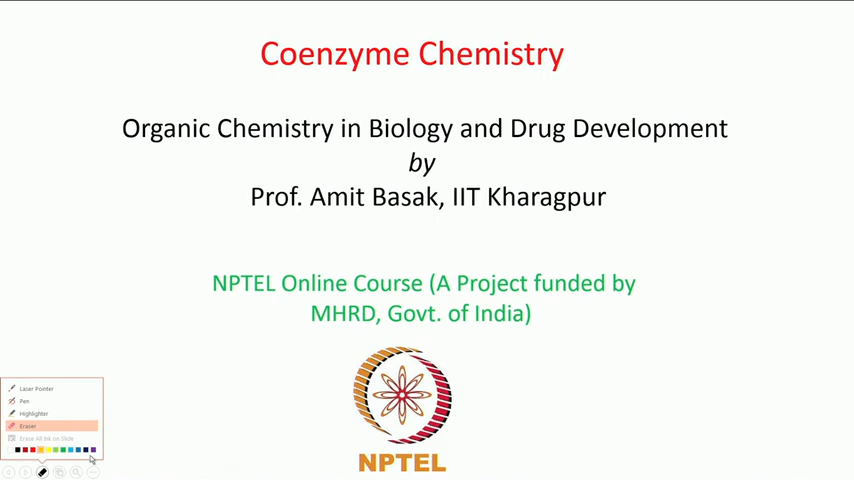 Coenzyme Chemistry
Organic Chemistry in Biology and Drug Development
by
Prof. Amit Basak, IIT Kharagpur
NPTEL Online Course (A Project funded by
MHRD, Govt. of India)
Laser Pointer
Pen
Highlighter
Eraser
Erase All Ink on Slide
NPTEL